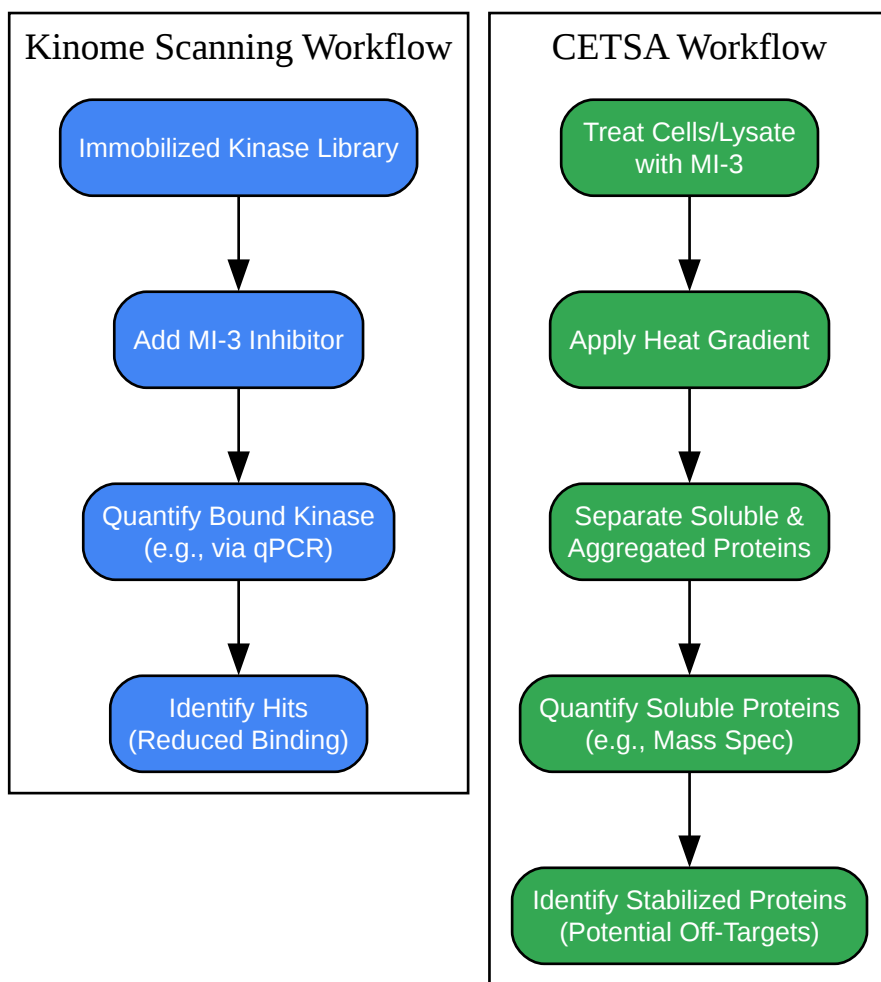 Kinome Scanning Workflow
Immobilized Kinase Library
Add MI-3 Inhibitor
Quantify Bound Kinase
(e.g., via qPCR)
Identify Hits
(Reduced Binding)
CETSA Workflow
Treat Cells/Lysate
with MI-3
Apply Heat Gradient
Separate Soluble &
Aggregated Proteins
Quantify Soluble Proteins
(e.g., Mass Spec)
Identify Stabilized Proteins
(Potential Off-Targets)